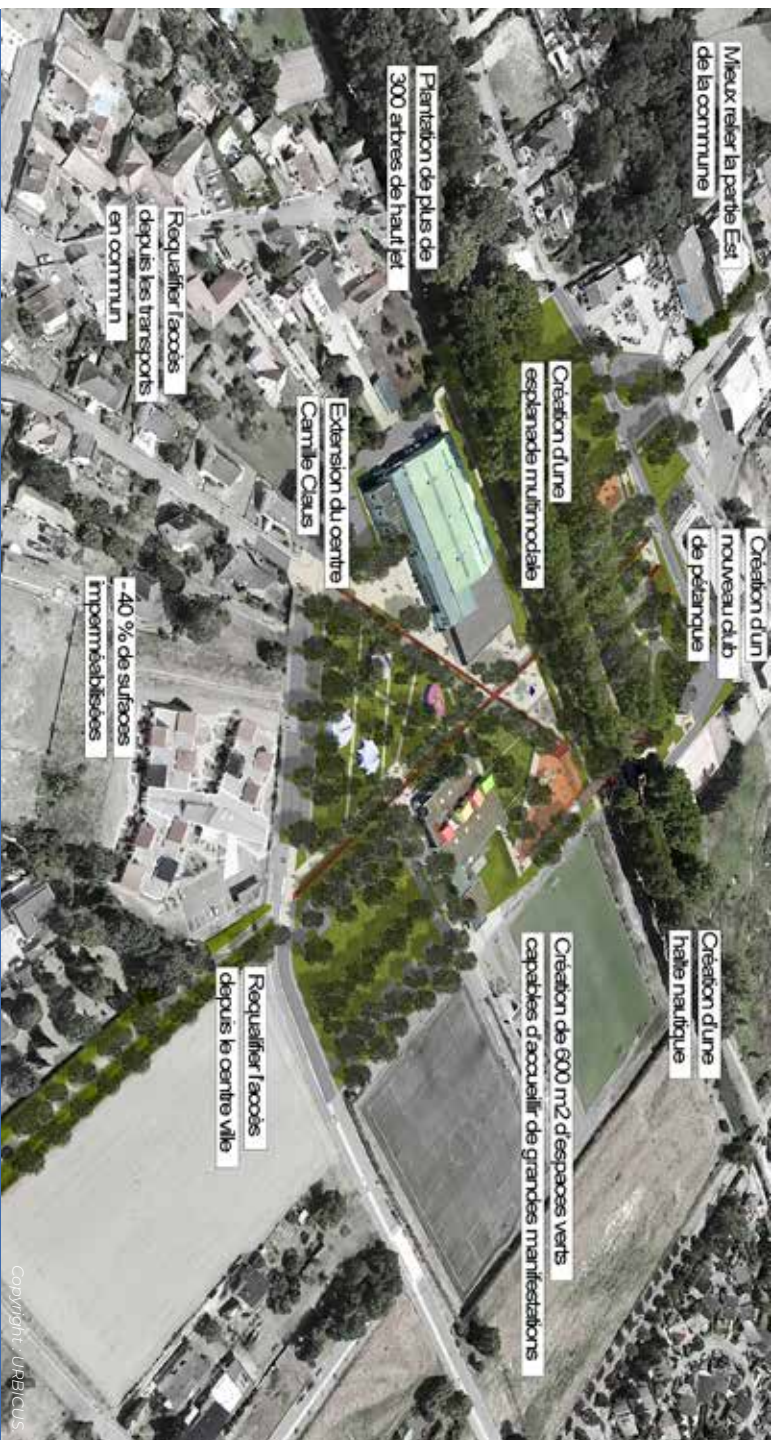 Mieux relier la partie Est
de la commune
Création d'un
nouveau club
de pétanque
Création d'une
halte nautique
Création d'une
esplanade multimodale
Création de 600 m2 d'espaces verts
capables d'accueillir de grandes manifestations
Plantation de plus de
300 arbres de haut jet
Extension du centre
Camille Claus
Requalifier l'accès
depuis le centre ville
Requalifier l'accès
depuis les transports
en commun
- 40 % de sufaces
imperméabilisées
Copyright : URBICUS